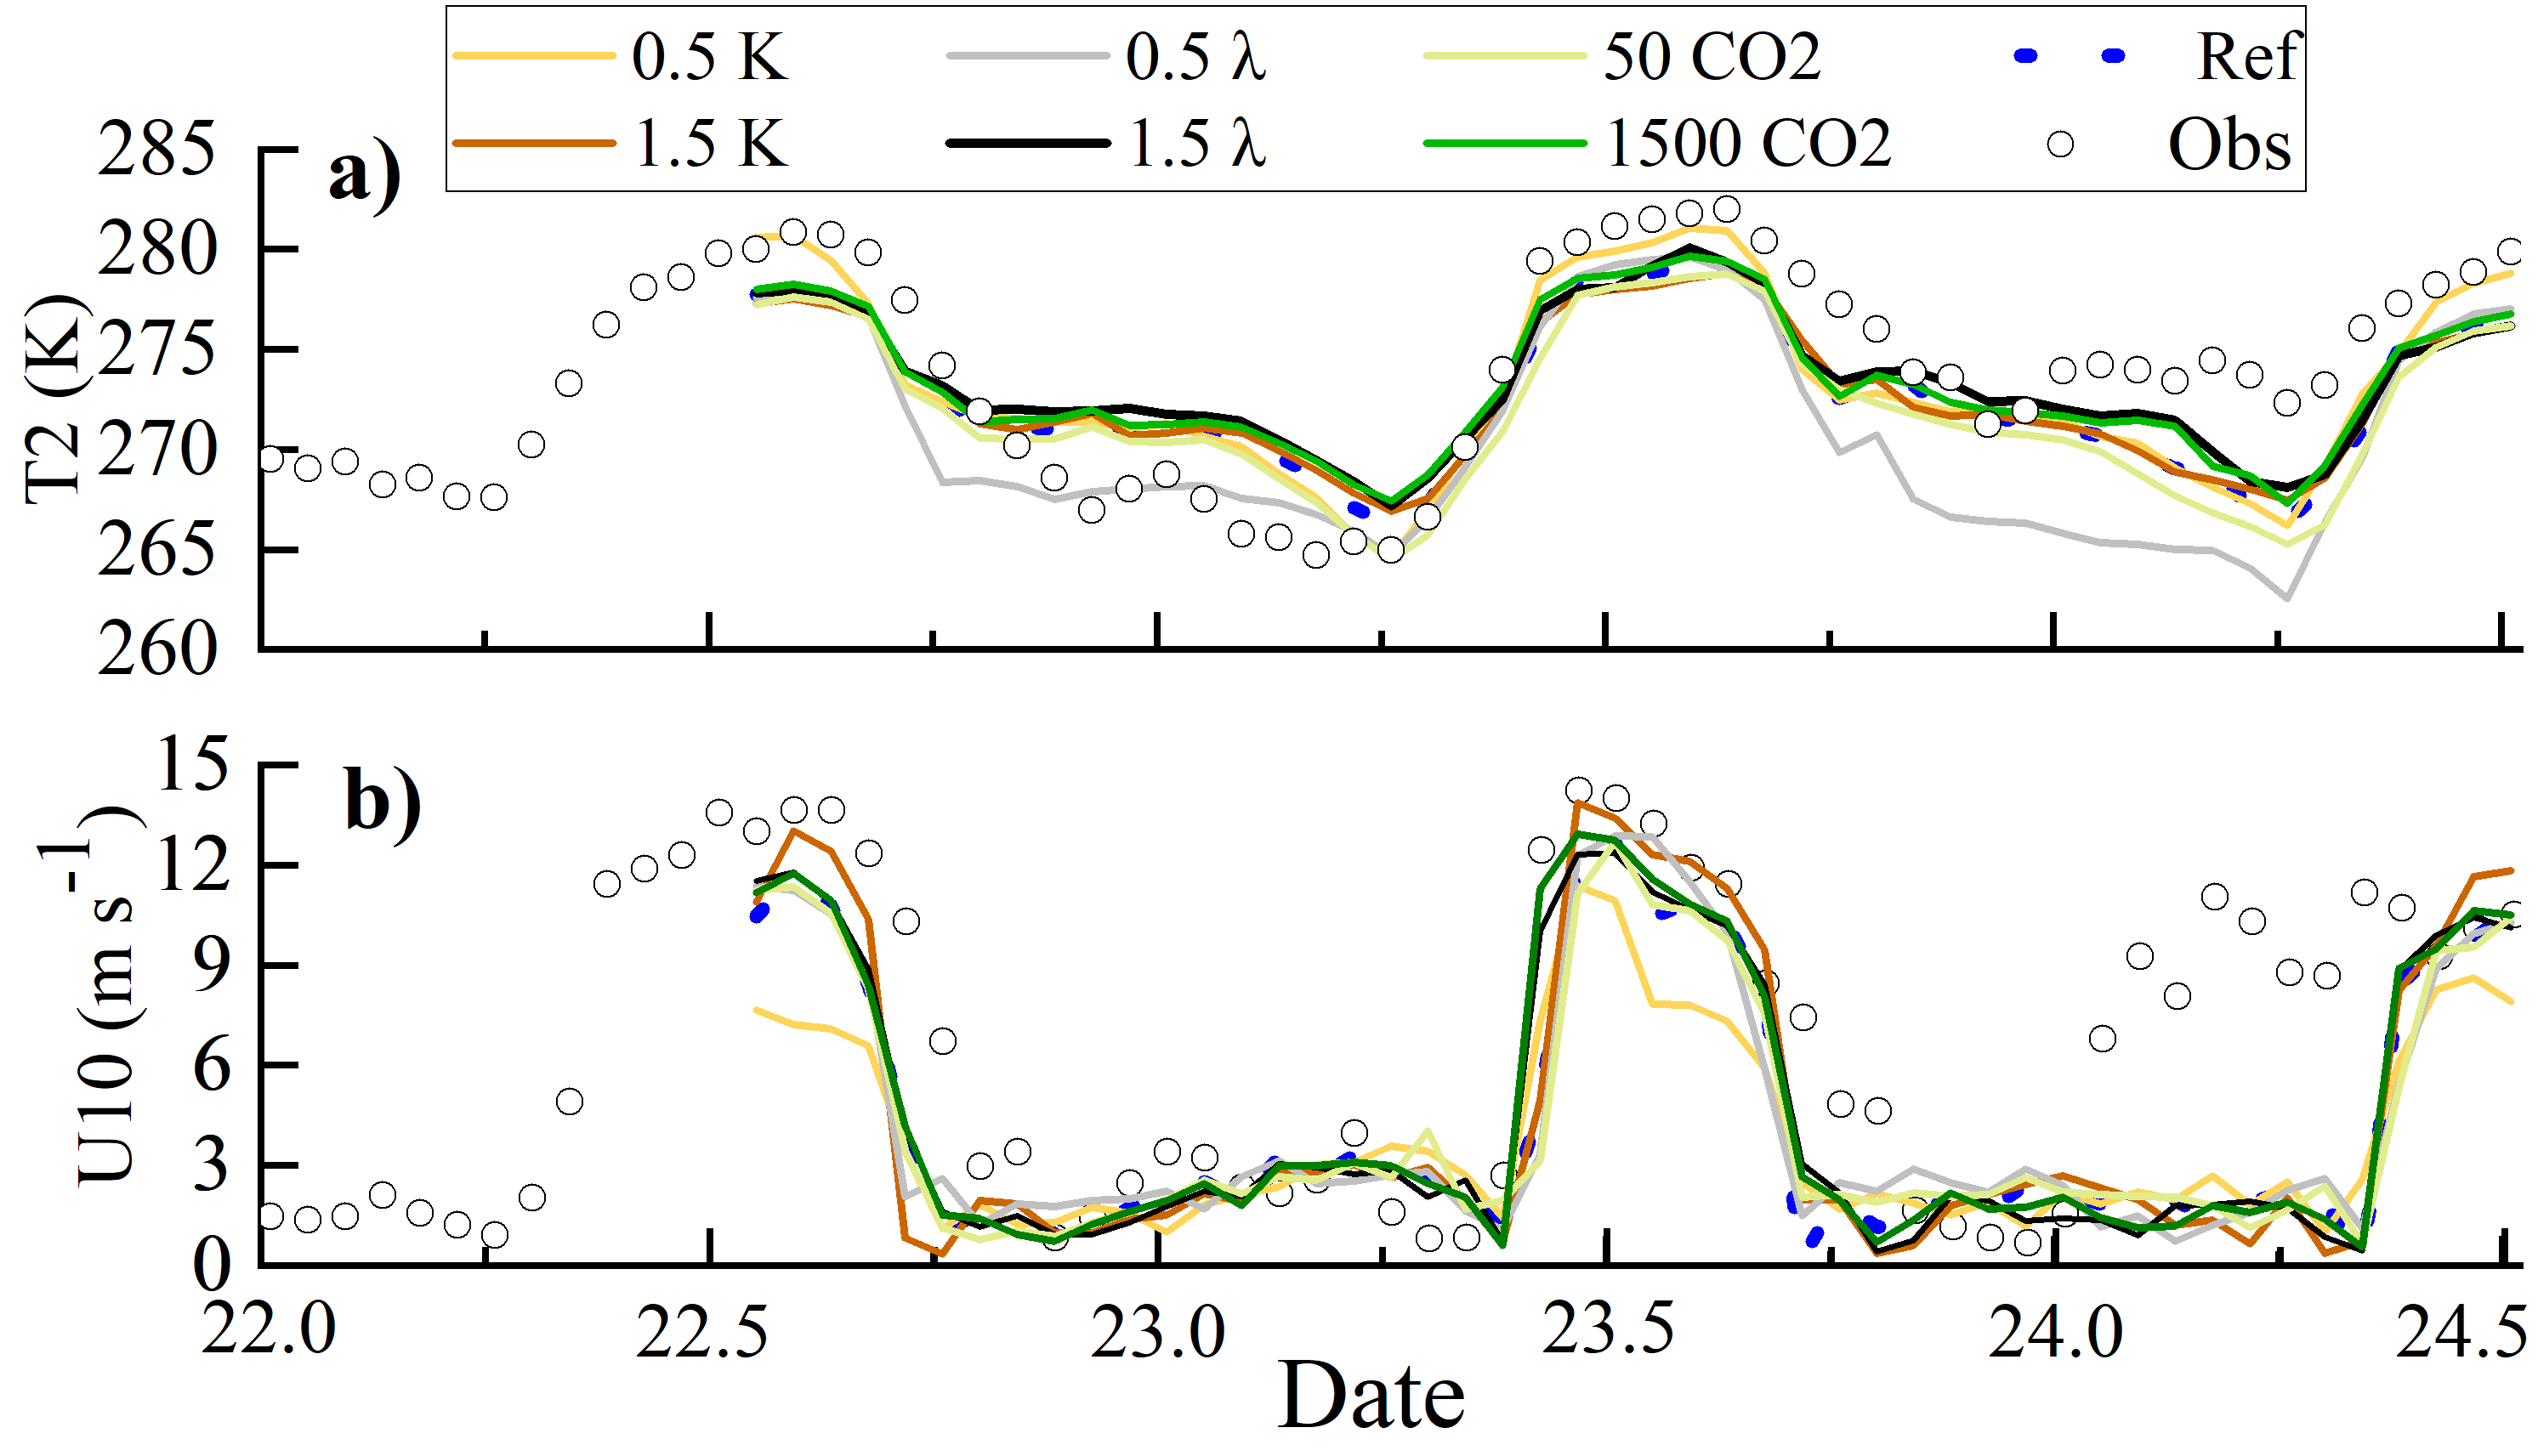 0.5 K 0.5 λ 50 CO2 Ref
1.5 K 1.5 λ 1500 CO2 Obs
a)
T2 (K)
285
280
275
270
265
260
b)
U10 (m s-1)
15
12
9
6
3
0
22.0 22.5 23.0 23.5 24.0 24.5
Date